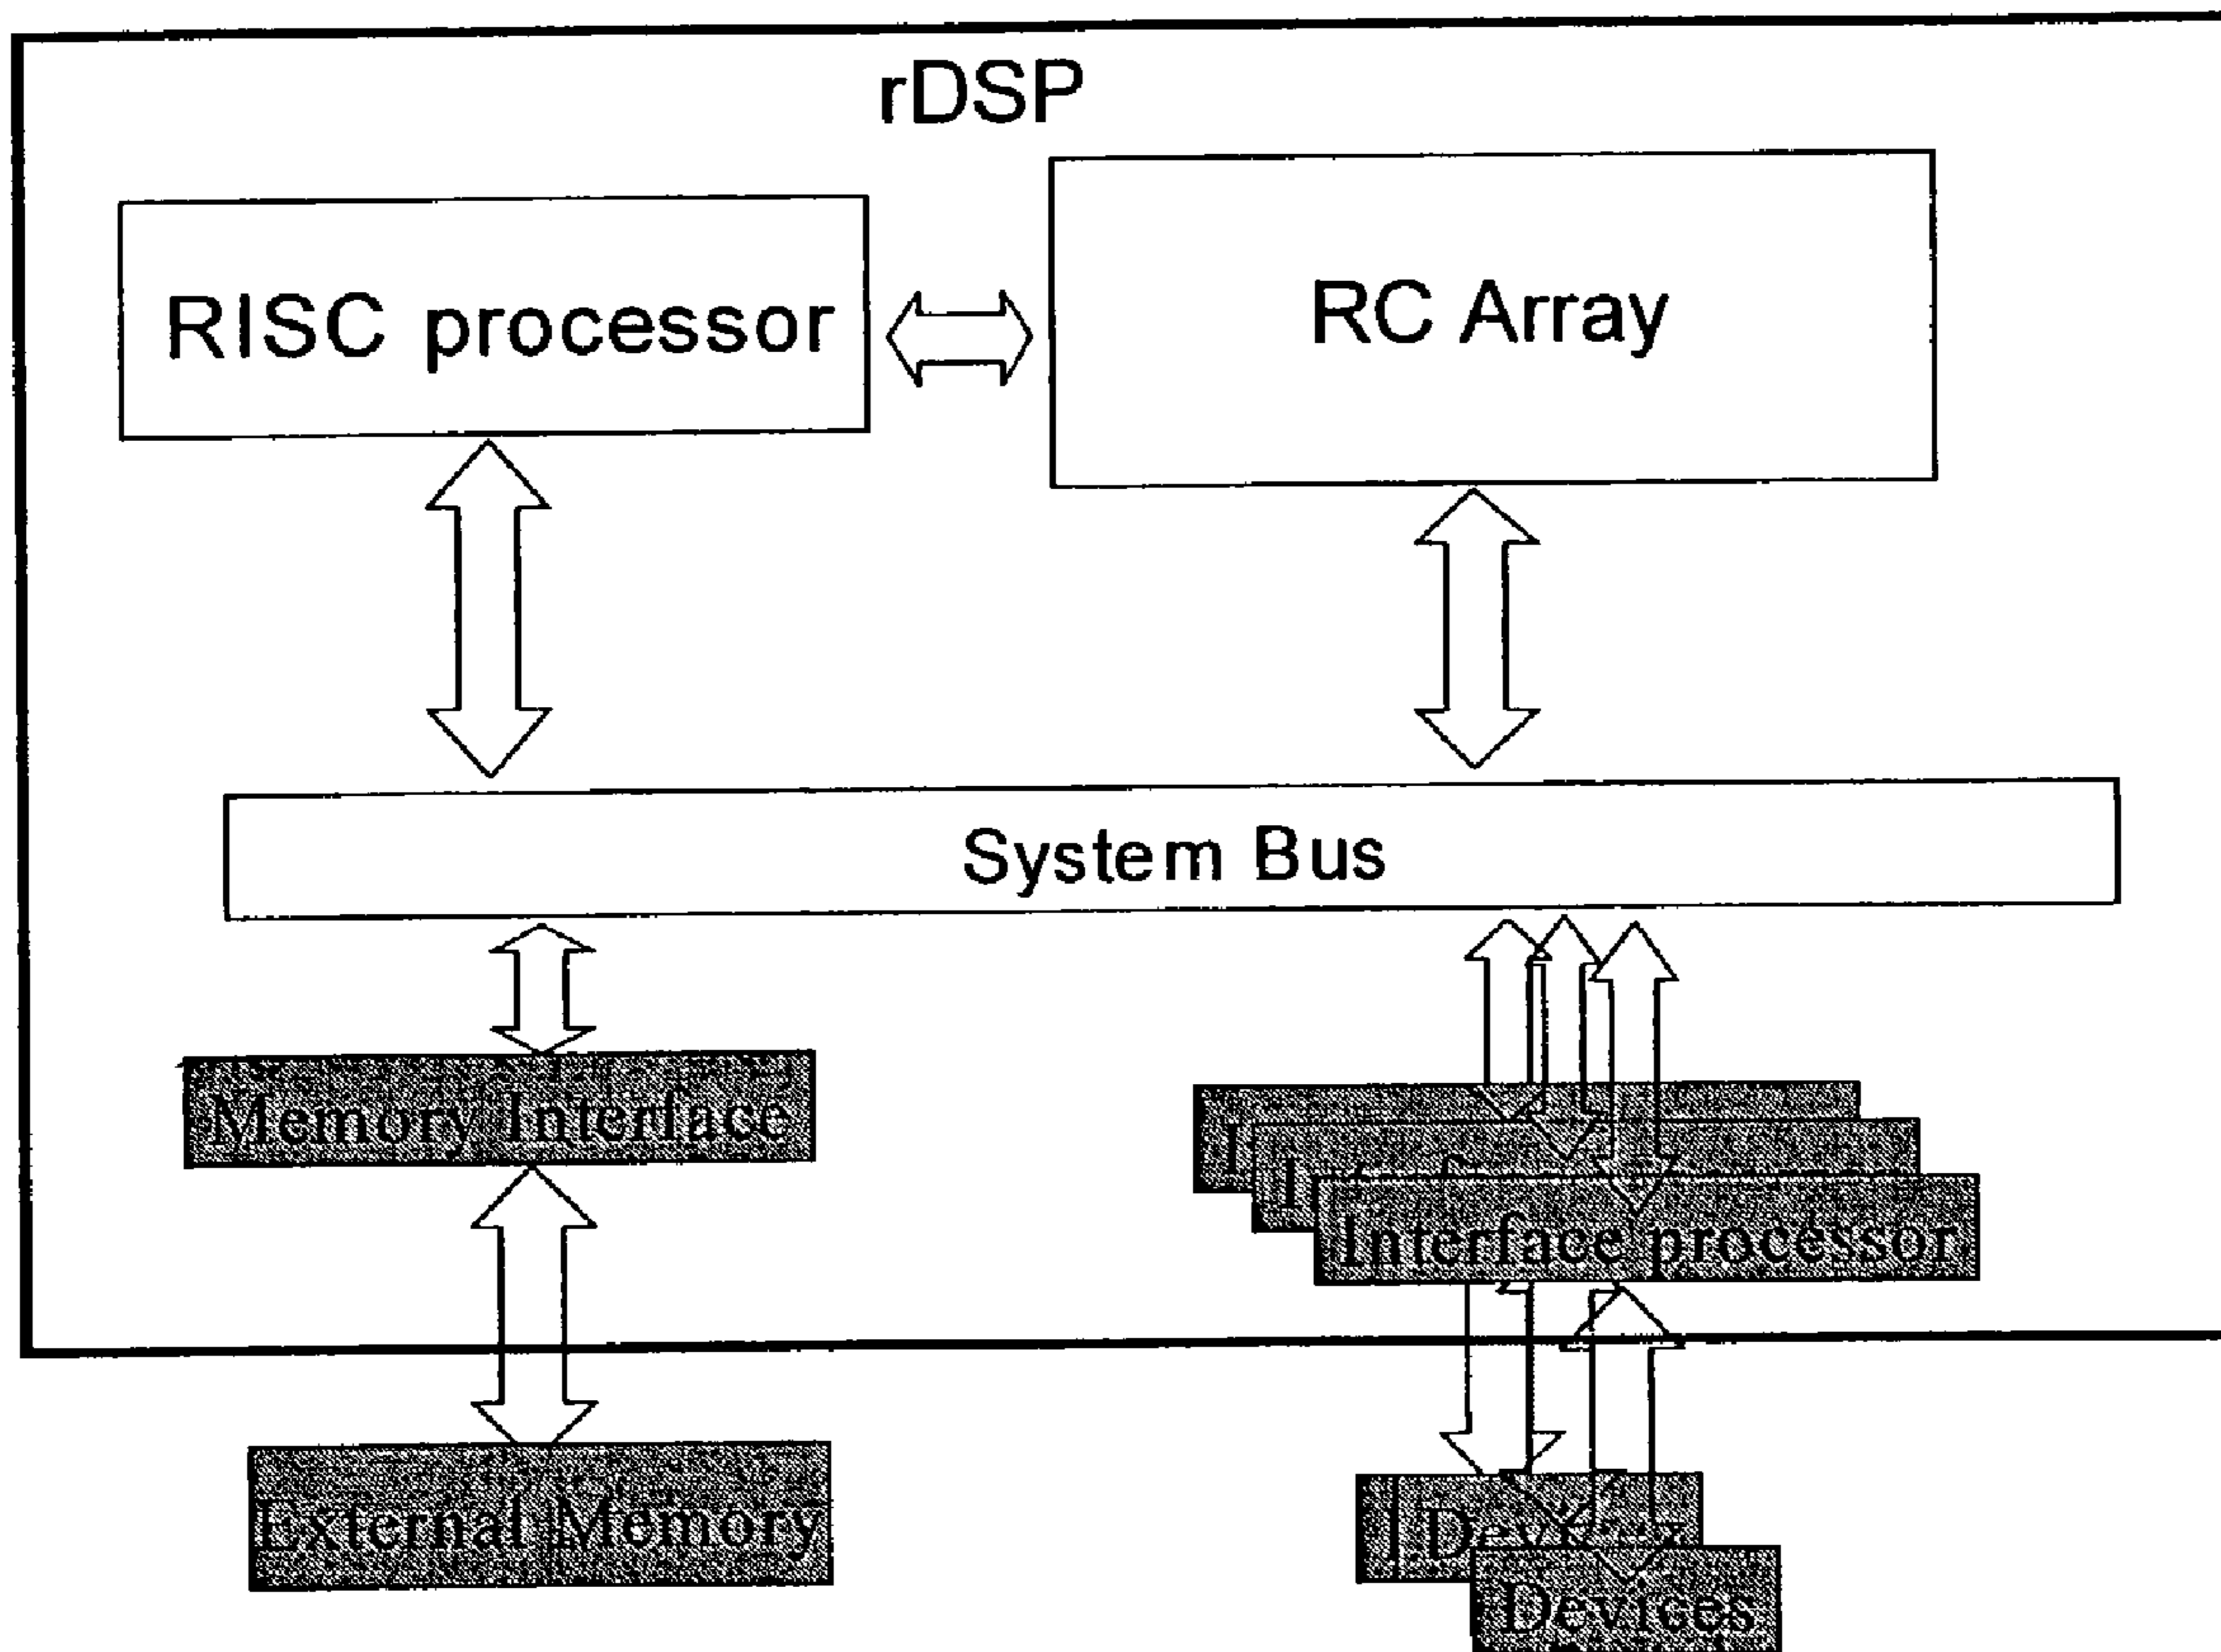 rDSP
RISC processor
RC Array
System Bus
Memory Interface
Interface processor
External Memory
Devices